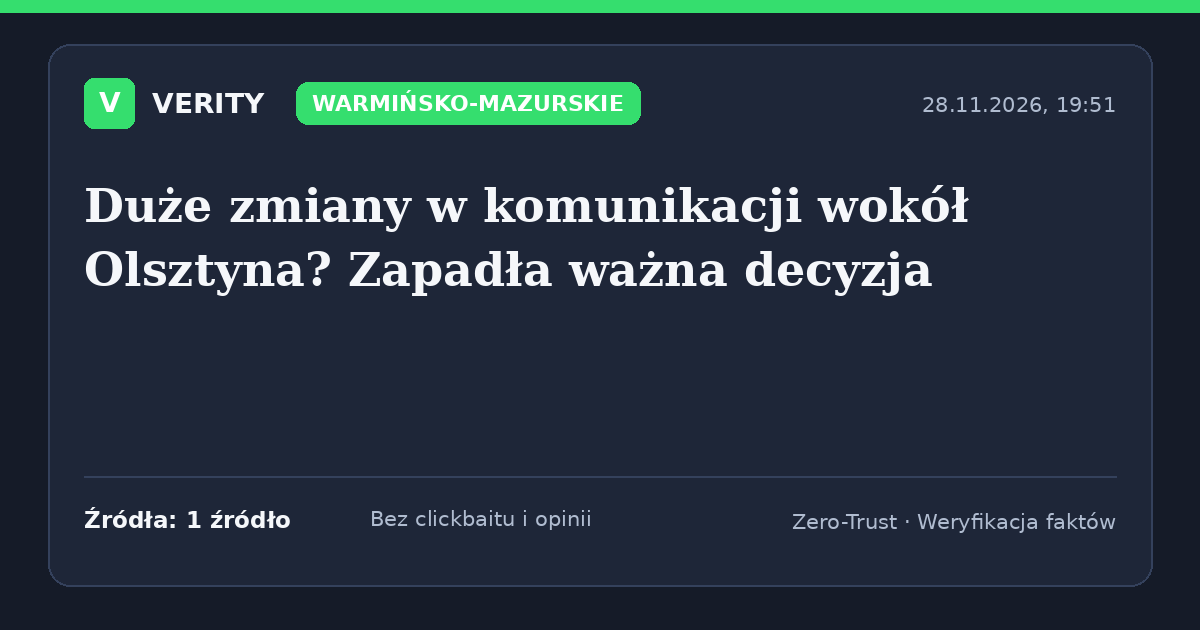 V VERITY WARMIŃSKO-MAZURSKIE 28.11.2026, 19:51
Duże zmiany w komunikacji wokół
Olsztyna? Zapadła ważna decyzja
Źródła: 1 źródło Bez clickbaitu i opinii Zero-Trust · Weryfikacja faktów